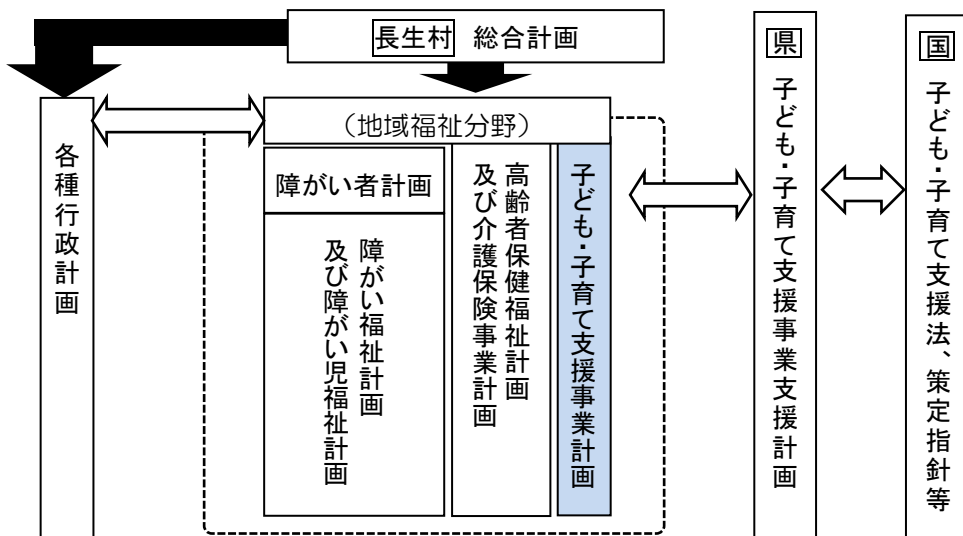 長生村 総合計画
各種行政計画
（地域福祉分野）
障がい者計画
障がい福祉計画
及び障がい児福祉計画
高齢者保健福祉計画
及び介護保険事業計画
子ども・子育て支援事業計画
県 子ども・子育て支援事業支援計画
国 子ども・子育て支援法、策定指針等